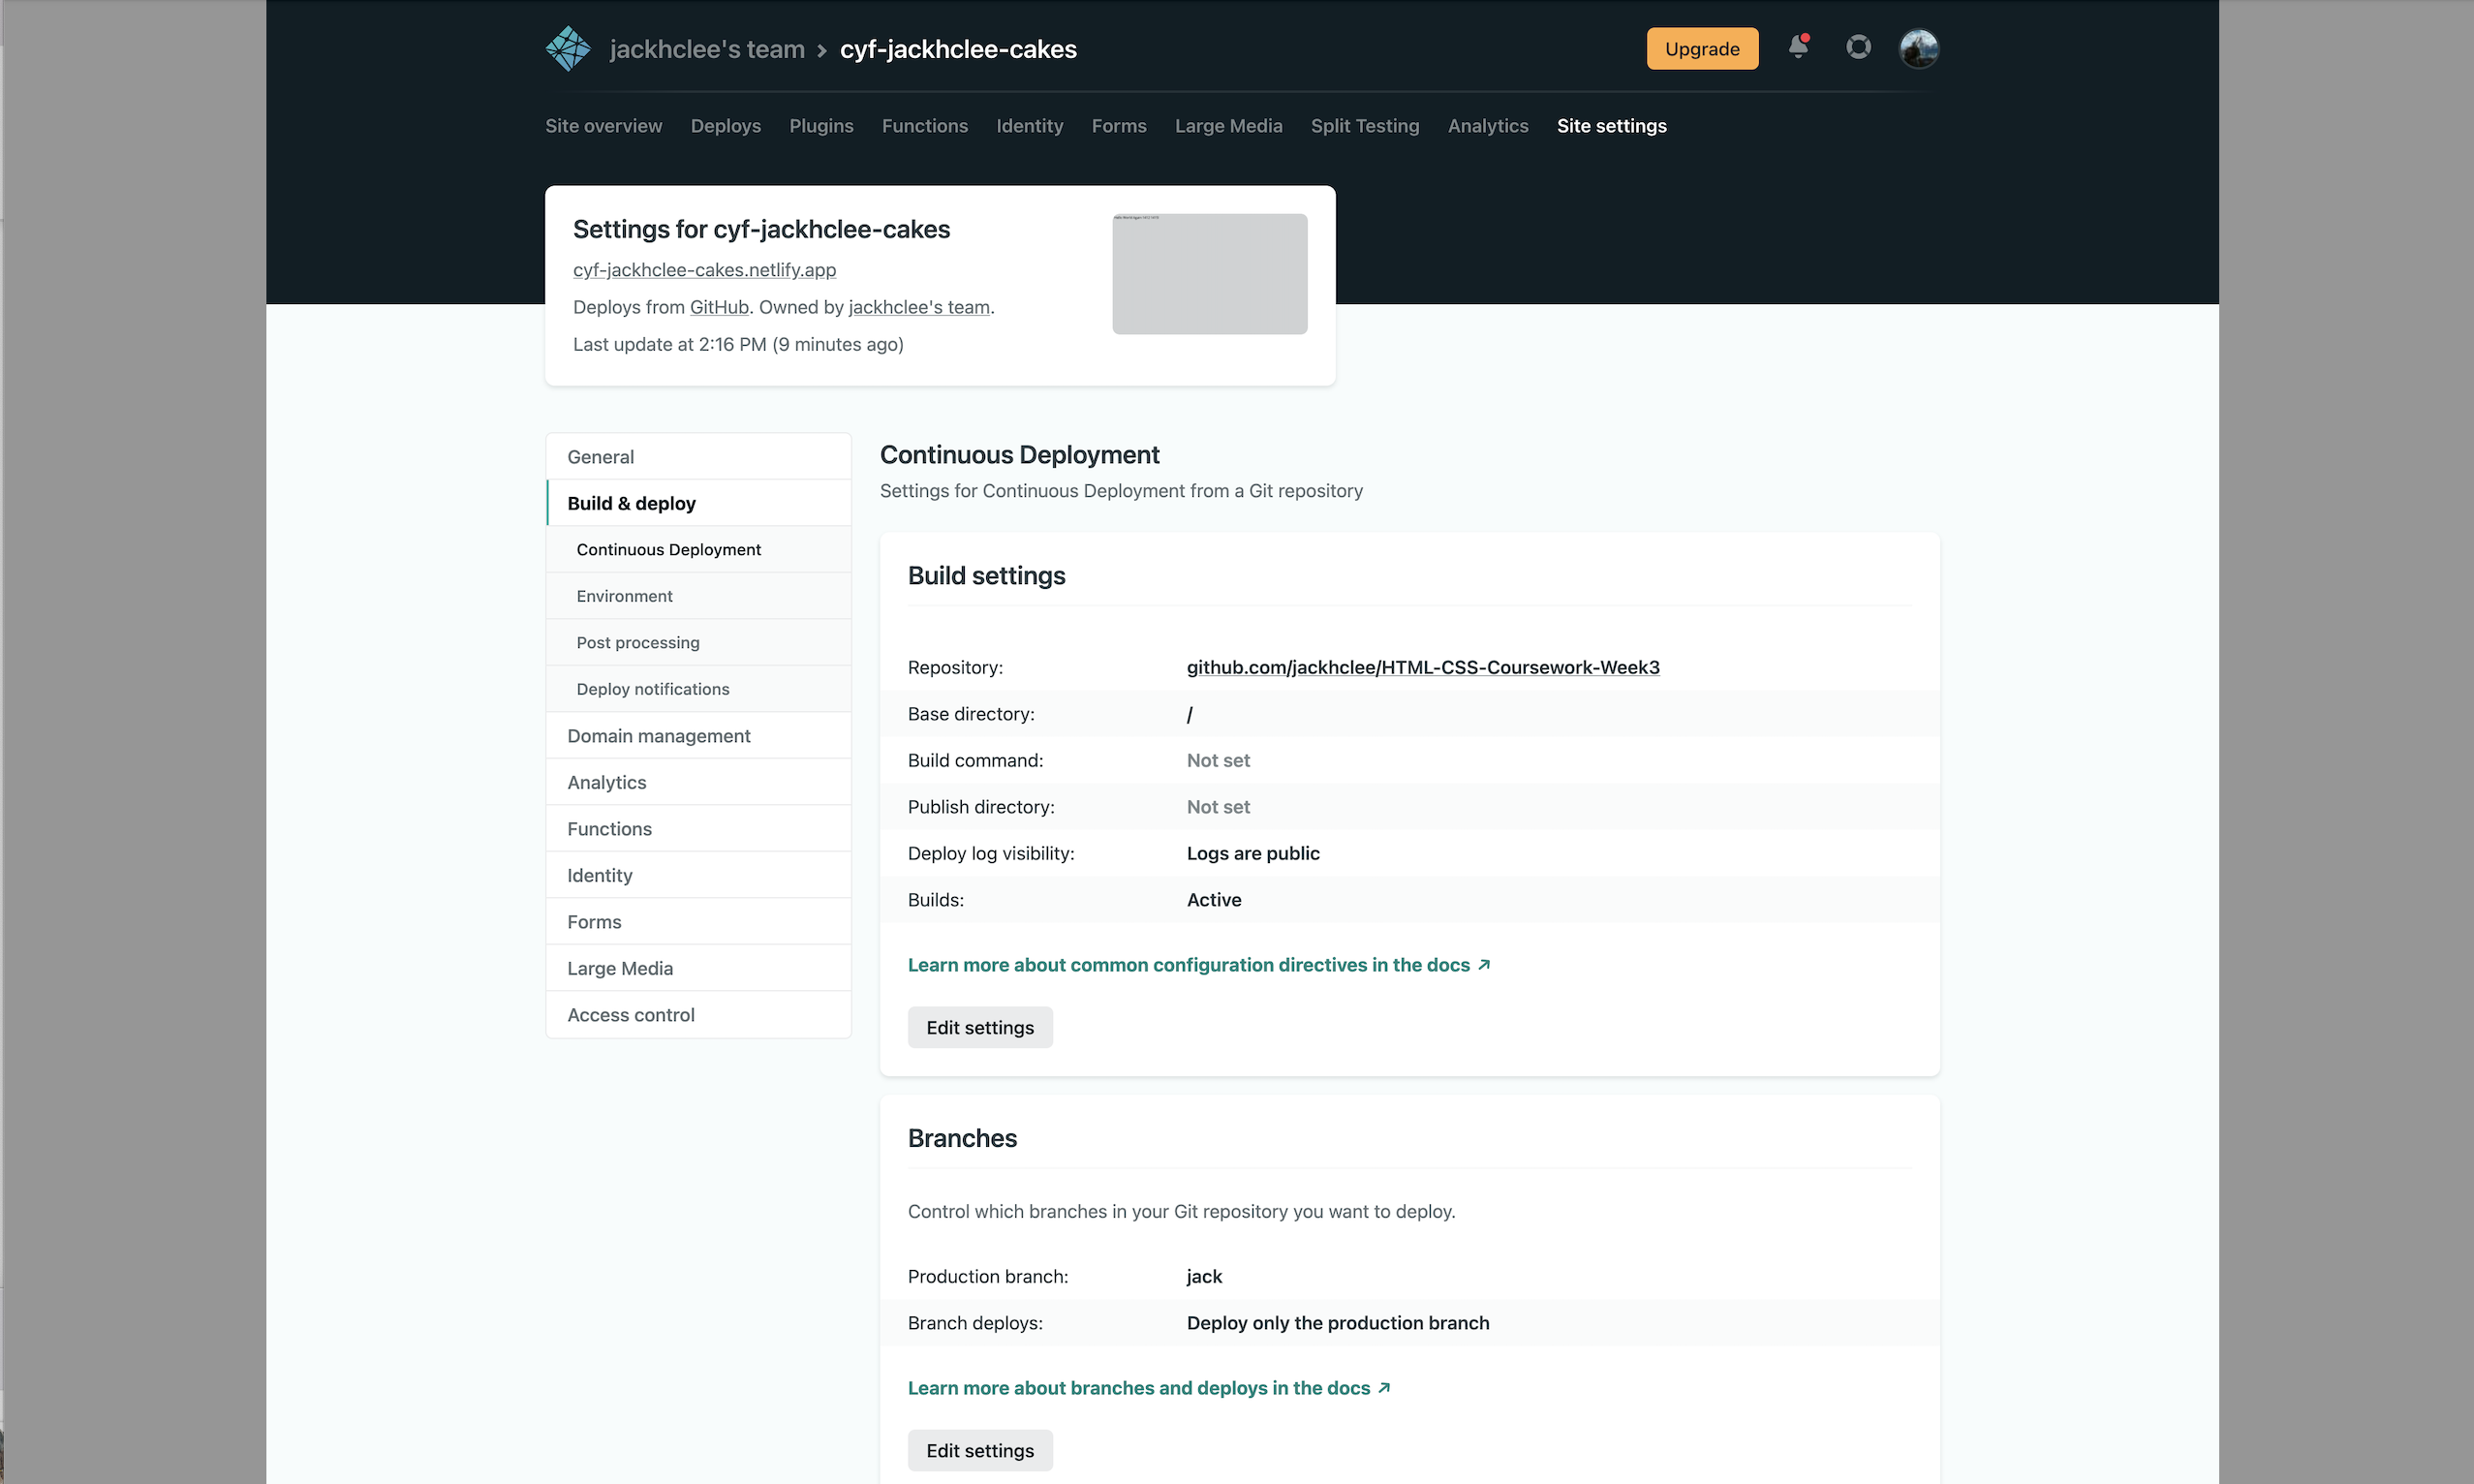 jackhclee's team > cyf-jackhclee-cakes
Upgrade
Site overview Deploys Plugins Functions Identity Forms Large Media Split Testing Analytics Site settings
Settings for cyf-jackhclee-cakes
cyf-jackhclee-cakes.netlify.app
Deploys from GitHub. Owned by jackhclee's team.
Last update at 2:16 PM (9 minutes ago)
General
Build & deploy
Continuous Deployment
Environment
Post processing
Deploy notifications
Domain management
Analytics
Functions
Identity
Forms
Large Media
Access control
Continuous Deployment
Settings for Continuous Deployment from a Git repository
Build settings
Repository: github.com/jackhclee/HTML-CSS-Coursework-Week3
Base directory: /
Build command: Not set
Publish directory: Not set
Deploy log visibility: Logs are public
Builds: Active
Learn more about common configuration directives in the docs ↗
Edit settings
Branches
Control which branches in your Git repository you want to deploy.
Production branch: jack
Branch deploys: Deploy only the production branch
Learn more about branches and deploys in the docs ↗
Edit settings